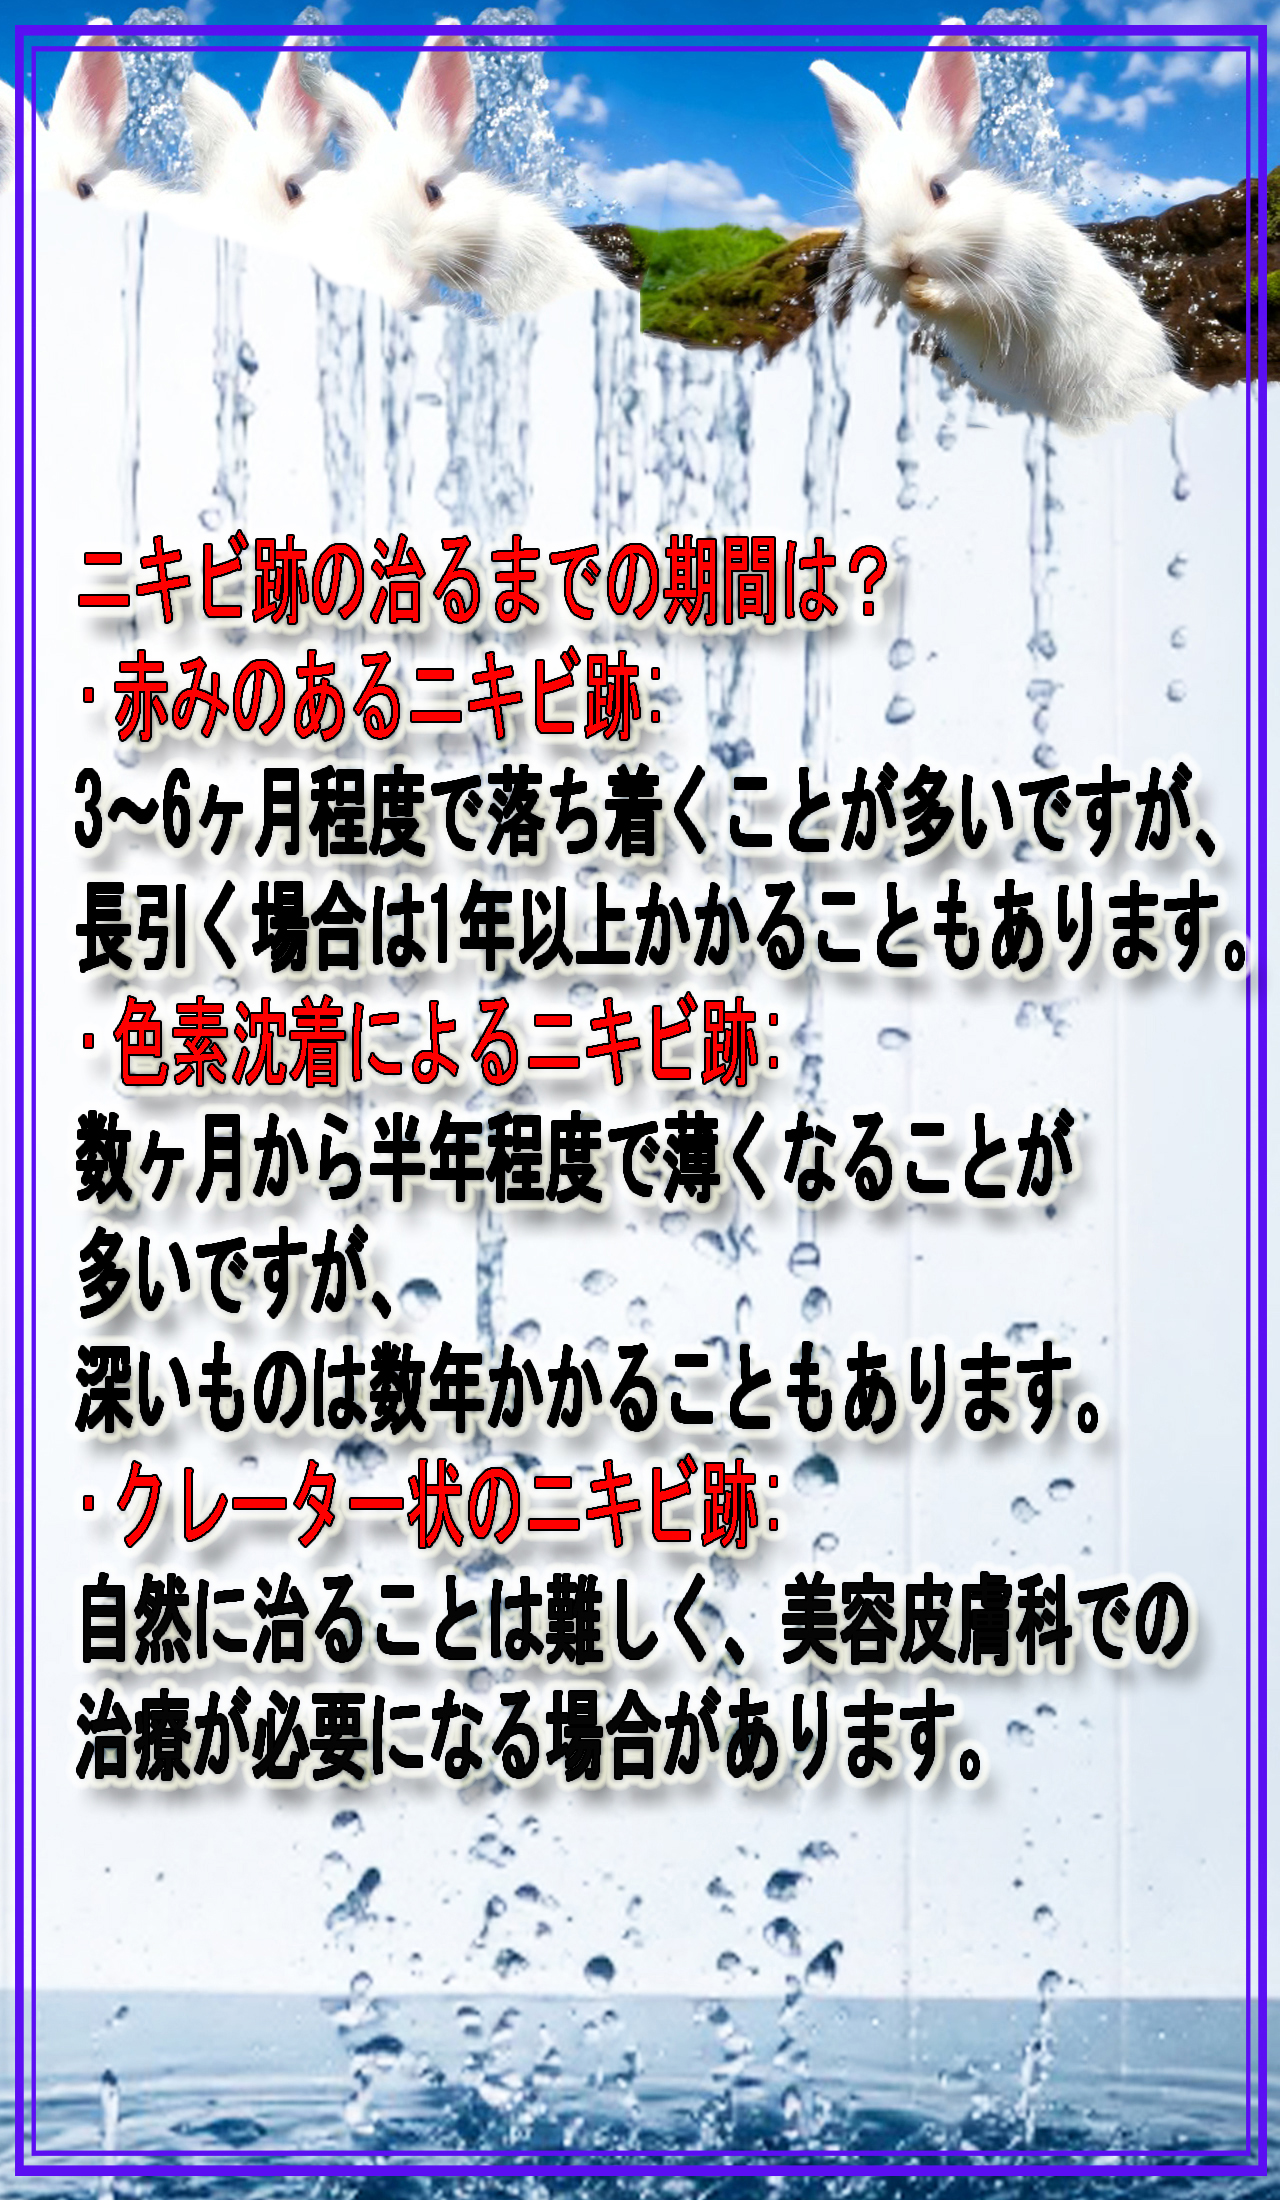 ニキビ跡の治るまでの期間は？
・赤みのあるニキビ跡:
3〜6ヶ月程度で落ち着くことが多いですが、
長引く場合は1年以上かかることもあります。
・色素沈着によるニキビ跡:
数ヶ月から半年程度で薄くなることが
多いですが、
深いものは数年かかることもあります。
・クレーター状のニキビ跡:
自然に治ることは難しく、美容皮膚科での
治療が必要になる場合があります。